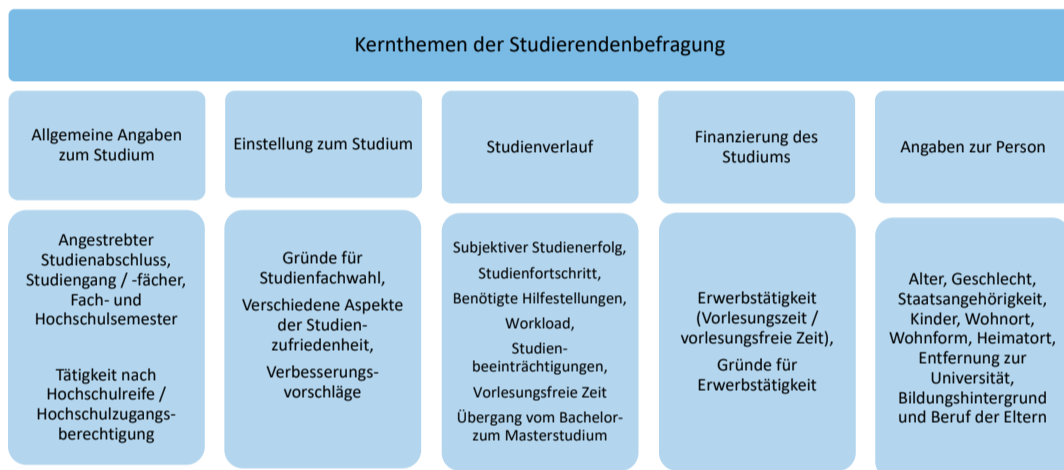 Kernthemen der Studierendenbefragung
Allgemeine Angaben
zum Studium
Einstellung zum Studium
Studienverlauf
Finanzierung des
Studiums
Angaben zur Person
Angestrebter
Studienabschluss,
Studiengang / -fächer,
Fach- und
Hochschulsemester
Tätigkeit nach
Hochschulreife /
Hochschulzugangs-
berechtigung
Gründe für
Studienfachwahl,
Verschiedene Aspekte
der Studien-
zufriedenheit,
Verbesserungs-
vorschläge
Subjektiver Studienerfolg,
Studienfortschritt,
Benötigte Hilfestellungen,
Workload,
Studien-
beeinträchtigungen,
Vorlesungsfreie Zeit
Übergang vom Bachelor-
zum Masterstudium
Erwerbstätigkeit
(Vorlesungszeit /
vorlesungsfreie Zeit),
Gründe für
Erwerbstätigkeit
Alter, Geschlecht,
Staatsangehörigkeit,
Kinder, Wohnort,
Wohnform, Heimatort,
Entfernung zur
Universität,
Bildungshintergrund
und Beruf der Eltern